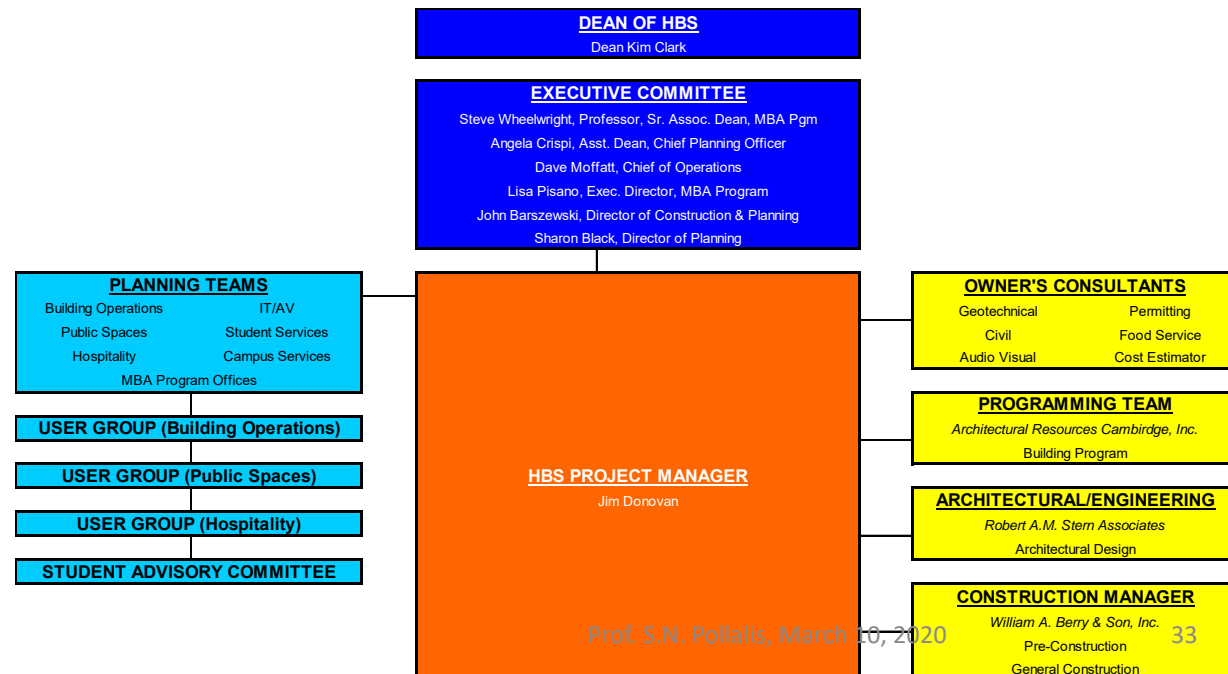 DEAN OF HBS
Dean Kim Clark
EXECUTIVE COMMITTEE
Steve Wheelwright, Professor, Sr. Assoc. Dean, MBA Pgm
Angela Crispi, Asst. Dean, Chief Planning Officer
Dave Moffatt, Chief of Operations
Lisa Pisano, Exec. Director, MBA Program
John Barszewski, Director of Construction & Planning
Sharon Black, Director of Planning
PLANNING TEAMS
Building Operations IT/AV
Public Spaces Student Services
Hospitality Campus Services
MBA Program Offices
USER GROUP (Building Operations)
USER GROUP (Public Spaces)
USER GROUP (Hospitality)
STUDENT ADVISORY COMMITTEE
HBS PROJECT MANAGER
Jim Donovan
OWNER'S CONSULTANTS
Geotechnical Permitting
Civil Food Service
Audio Visual Cost Estimator
PROGRAMMING TEAM
Architectural Resources Cambirdge, Inc.
Building Program
ARCHITECTURAL/ENGINEERING
Robert A.M. Stern Associates
Architectural Design
CONSTRUCTION MANAGER
William A. Berry & Son, Inc.
Pre-Construction
General Construction
Prof. S.N. Pollalis, March 10, 2020
33